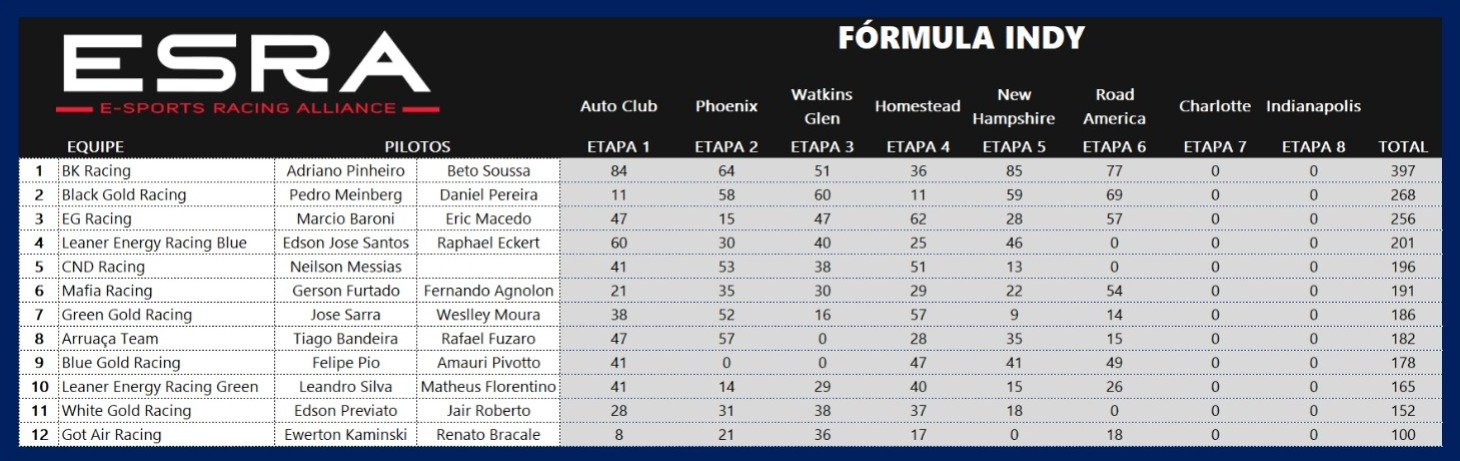 ESRA
E-SPORTS RACING ALLIANCE
FÓRMULA INDY
Auto Club Phoenix Watkins Glen Homestead New Hampshire Road America Charlotte Indianapolis
EQUIPE PILOTOS ETAPA 1 ETAPA 2 ETAPA 3 ETAPA 4 ETAPA 5 ETAPA 6 ETAPA 7 ETAPA 8 TOTAL
1 BK Racing Adriano Pinheiro Beto Soussa 84 64 51 36 85 77 0 0 397
2 Black Gold Racing Pedro Meinberg Daniel Pereira 11 58 60 11 59 69 0 0 268
3 EG Racing Marcio Baroni Eric Macedo 47 15 47 62 28 57 0 0 256
4 Leaner Energy Racing Blue Edson Jose Santos Raphael Eckert 60 30 40 25 46 0 0 0 201
5 CND Racing Neilson Messias 41 53 38 51 13 0 0 0 196
6 Mafia Racing Gerson Furtado Fernando Agnolon 21 35 30 29 22 54 0 0 191
7 Green Gold Racing Jose Sarra Weslley Moura 38 52 16 57 9 14 0 0 186
8 Arruaça Team Tiago Bandeira Rafael Fuzaro 47 57 0 28 35 15 0 0 182
9 Blue Gold Racing Felipe Pio Amauri Pivotto 41 0 0 47 41 49 0 0 178
10 Leaner Energy Racing Green Leandro Silva Matheus Florentino 41 14 29 40 15 26 0 0 165
11 White Gold Racing Edson Previato Jair Roberto 28 31 38 37 18 0 0 0 152
12 Got Air Racing Ewerton Kaminski Renato Bracale 8 21 36 17 0 18 0 0 100